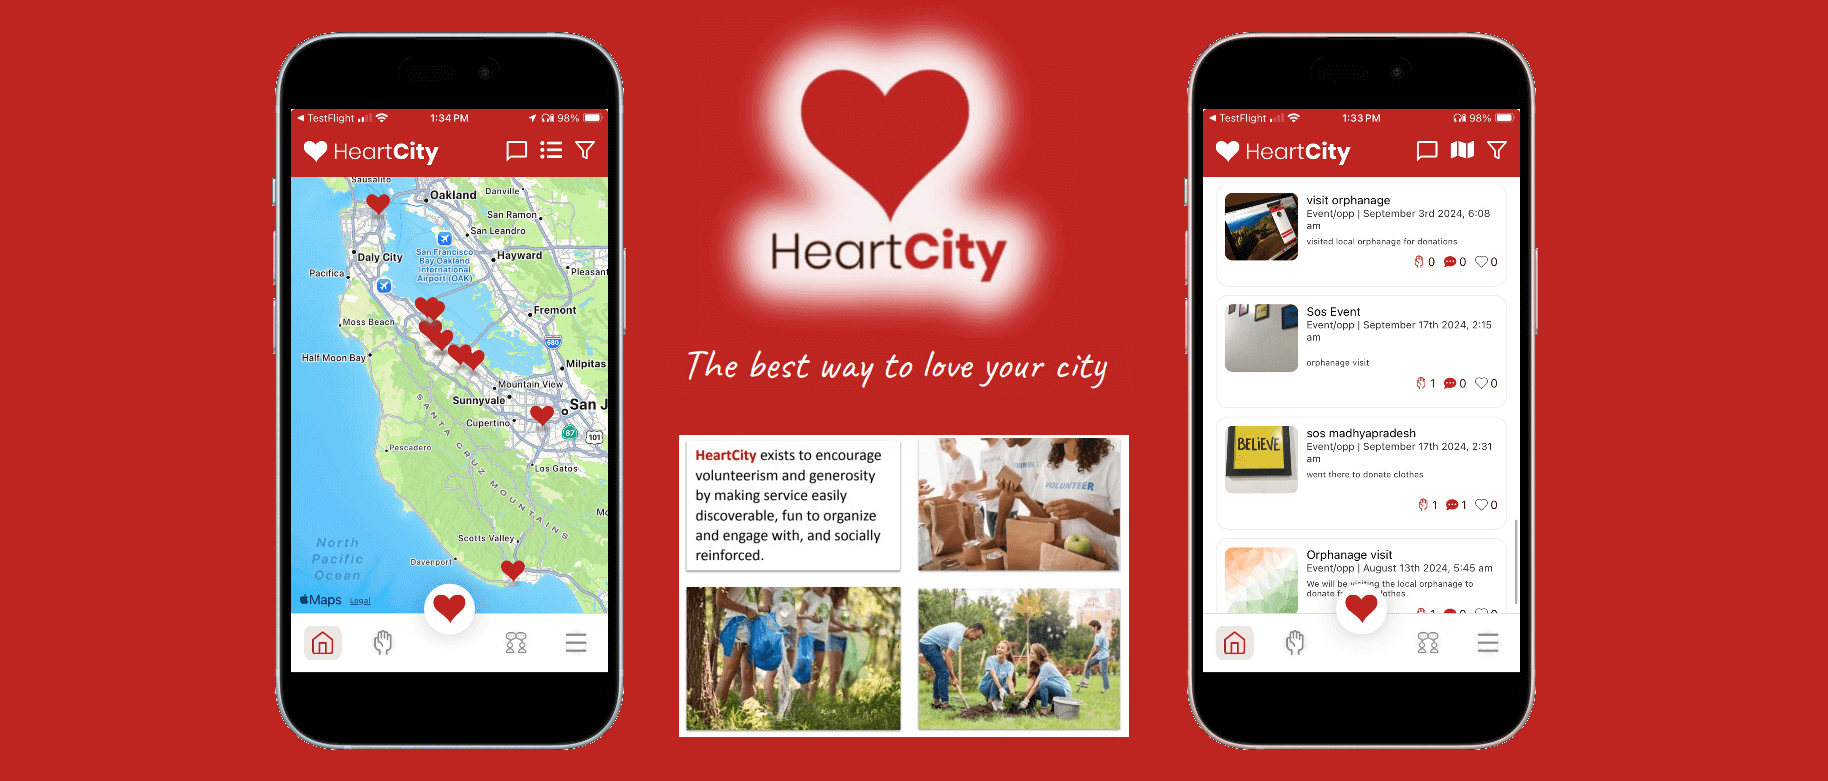 TestFlight
1:34 PM
98%
HeartCity
Sausalito
Oakland
Danville
San Ramon
San Leandro
San Francisco
Bay Oakland
International
Airport (OAK)
Daly City
Hayward
Pacifica
Pleasant
Fremont
Moss Beach
680
Half Moon Bay
Milpitas
Mountain View
Sunnyvale
San J
Cupertino
87
101
SANTA CRUZ MOUNTAINS
Pescadero
Los Gatos
Mo
Scotts Valley
North
Pacific
Ocean
Davenport
Maps Legal
HeartCity
The best way to love your city
HeartCity exists to encourage
volunteerism and generosity
by making service easily
discoverable, fun to organize
and engage with, and socially
reinforced.
VOLUNTEER
TestFlight
1:33 PM
98%
HeartCity
visit orphanage
Event/opp | September 3rd 2024, 6:08
am
visited local orphanage for donations
0 0 0
Sos Event
Event/opp | September 17th 2024, 2:15
am
orphanage visit
1 0 0
BELIEVE
sos madhyapradesh
Event/opp | September 17th 2024, 2:31
am
went there to donate clothes
1 1 0
Orphanage visit
Event/opp | August 13th 2024, 5:45 am
We will be visiting the local orphanage to
donate